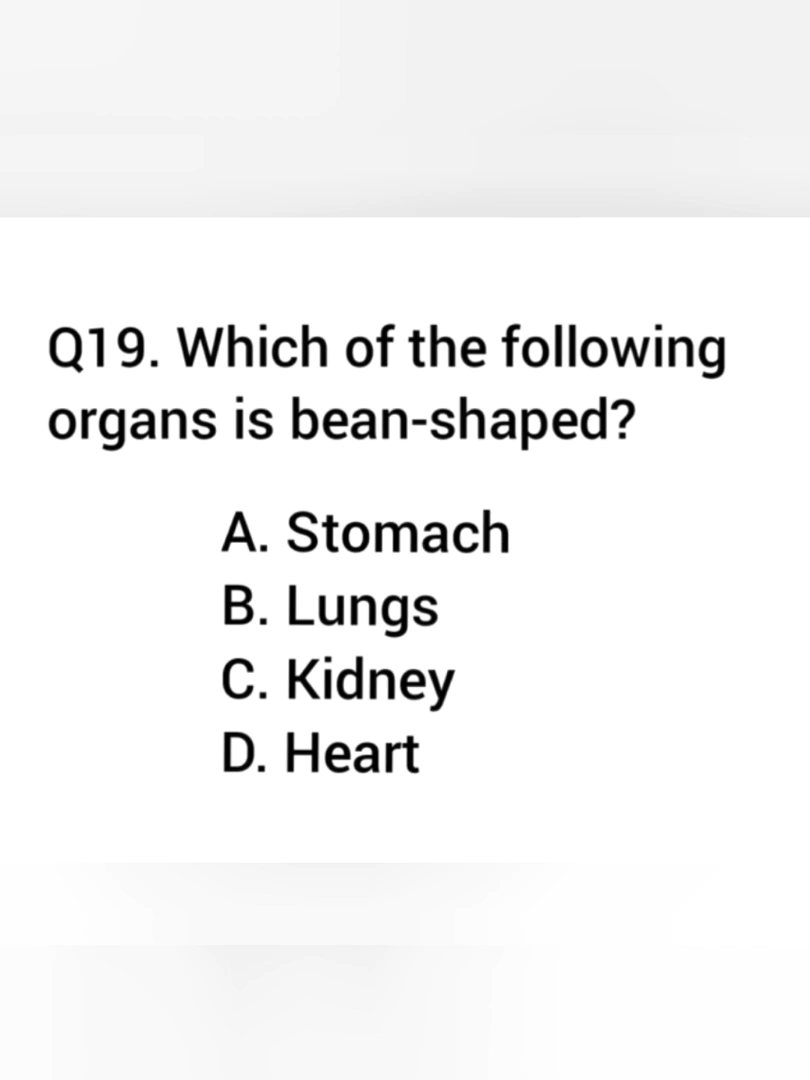 Q19. Which of the following
organs is bean-shaped?
A. Stomach
B. Lungs
C. Kidney
D. Heart